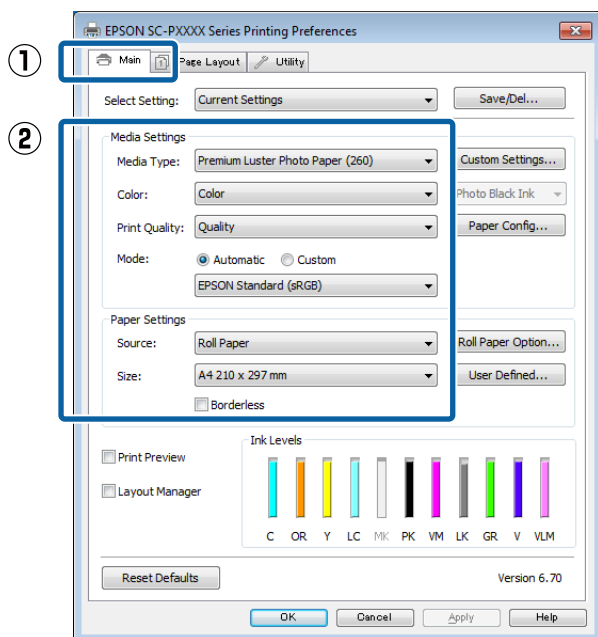 EPSON SC-PXXXX Series Printing Preferences
1 Main 1 Page Layout Utility
Select Setting: Current Settings Save/Del...
2
Media Settings
Media Type: Premium Luster Photo Paper (260) Custom Settings...
Color: Color Photo Black Ink
Print Quality: Quality Paper Config...
Mode: Automatic Custom
EPSON Standard (sRGB)
Paper Settings
Source: Roll Paper Roll Paper Option...
Size: A4 210 x 297 mm User Defined...
Borderless
Ink Levels
Print Preview
Layout Manager
C OR Y LC MK PK VM LK GR V VLM
Reset Defaults Version 6.70
OK Cancel Apply Help